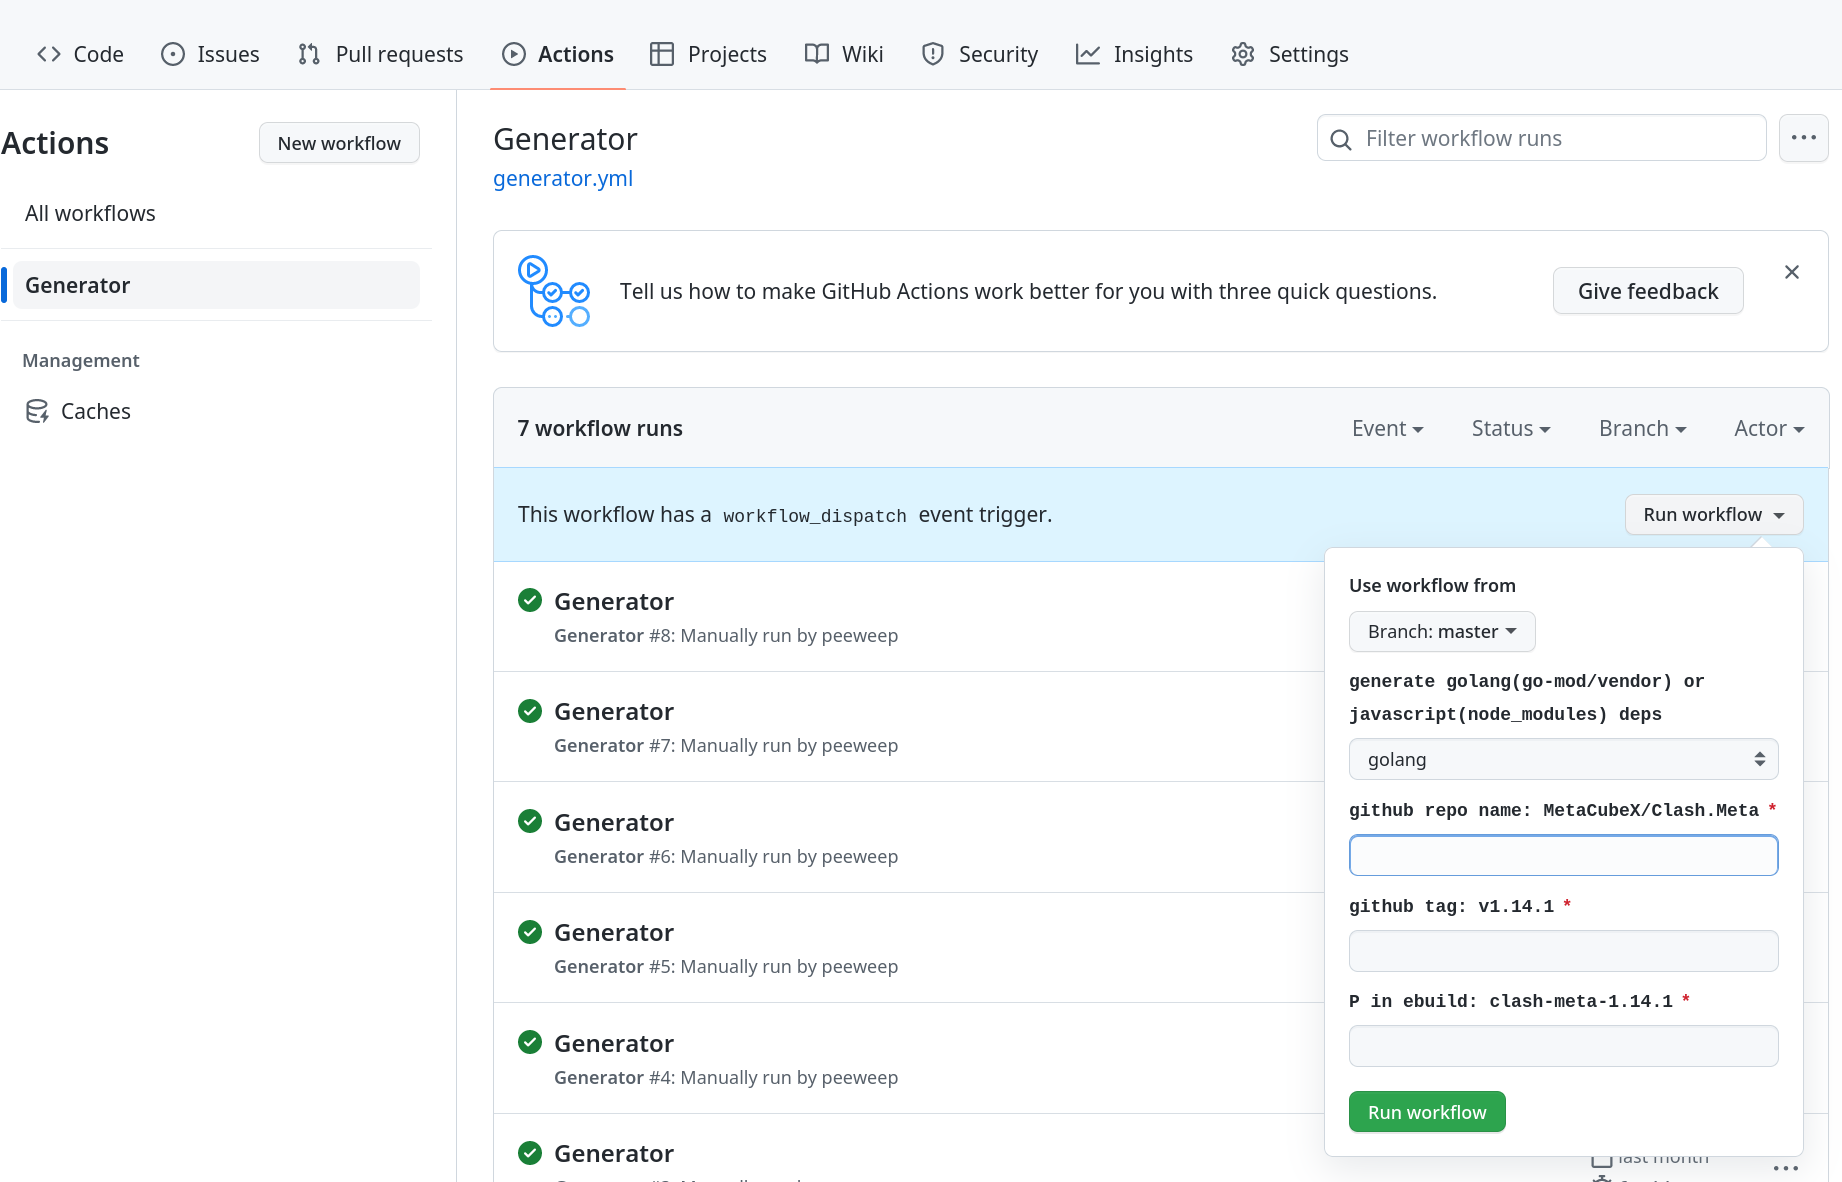 Code Issues Pull requests Actions Projects Wiki Security Insights Settings
Actions
New workflow
All workflows
Generator
Management
Caches
Generator
generator.yml
Filter workflow runs
Tell us how to make GitHub Actions work better for you with three quick questions.
Give feedback
7 workflow runs
Event Status Branch Actor
This workflow has a workflow_dispatch event trigger.
Run workflow
Generator
Generator #8: Manually run by peeweep
Generator
Generator #7: Manually run by peeweep
Generator
Generator #6: Manually run by peeweep
Generator
Generator #5: Manually run by peeweep
Generator
Generator #4: Manually run by peeweep
Generator
Use workflow from
Branch: master
generate golang(go-mod/vendor) or
javascript(node_modules) deps
golang
github repo name: MetaCubeX/Clash.Meta *
github tag: v1.14.1 *
P in ebuild: clash-meta-1.14.1 *
Run workflow
last month